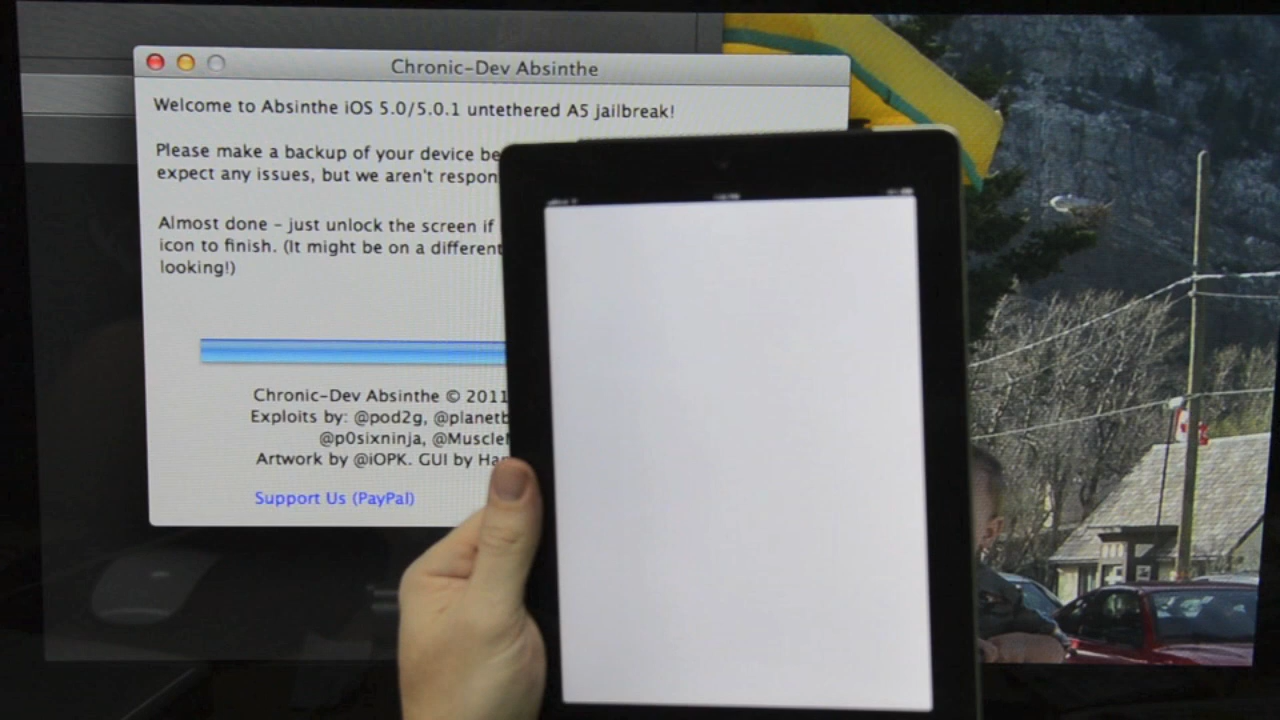 Chronic-Dev Absinthe
Welcome to Absinthe iOS 5.0/5.0.1 untethered A5 jailbreak!
Please make a backup of your device be
expect any issues, but we aren't respon
Almost done - just unlock the screen if
icon to finish. (It might be on a different
looking!)
Chronic-Dev Absinthe © 2011
Exploits by: @pod2g, @planetb
@p0sixninja, @Muscle
Artwork by @iOPK. GUI by Ha
Support Us (PayPal)